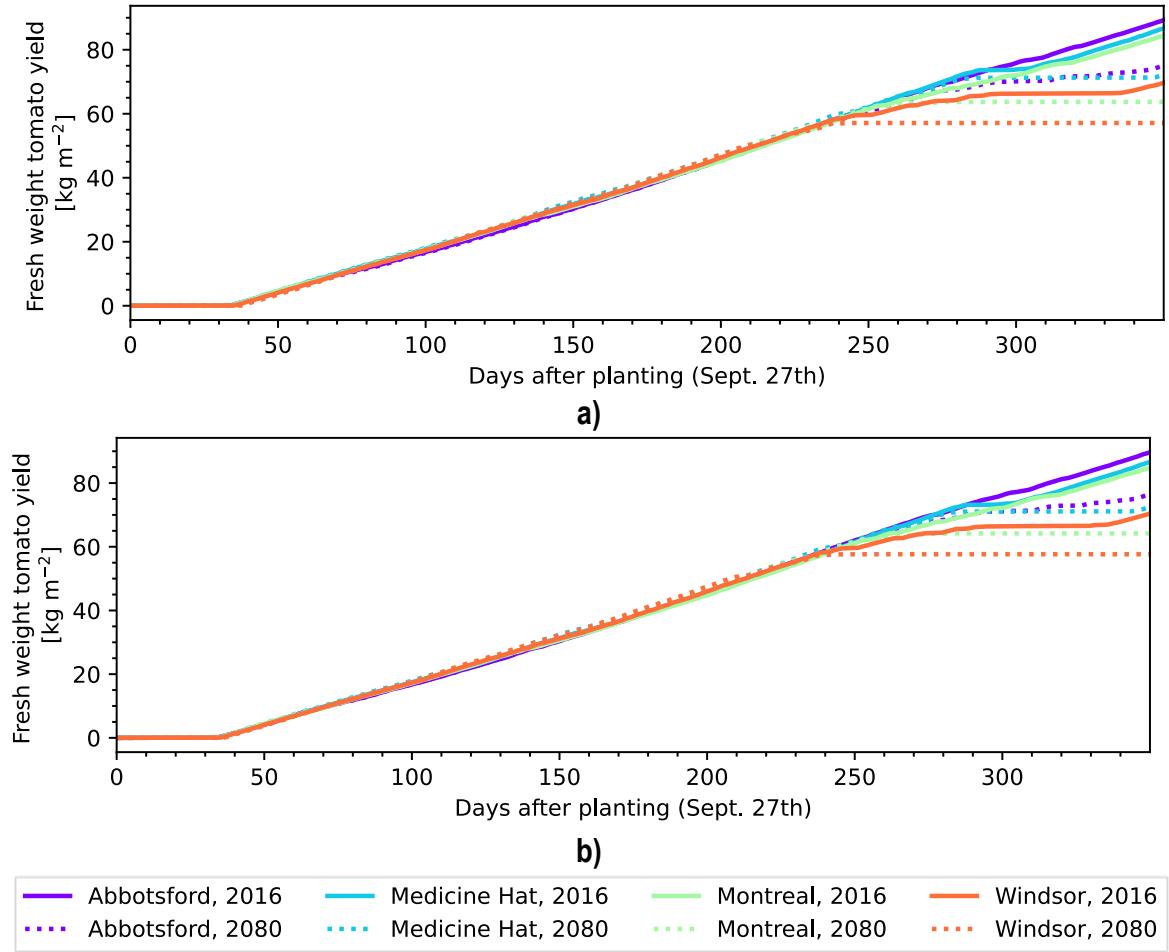 Fresh weight tomato yield
[kg m⁻²]
80
60
40
20
0
0 50 100 150 200 250 300
Days after planting (Sept. 27th)
a)
Fresh weight tomato yield
[kg m⁻²]
80
60
40
20
0
0 50 100 150 200 250 300
Days after planting (Sept. 27th)
b)
Abbotsford, 2016 Medicine Hat, 2016 Montreal, 2016 Windsor, 2016
Abbotsford, 2080 Medicine Hat, 2080 Montreal, 2080 Windsor, 2080